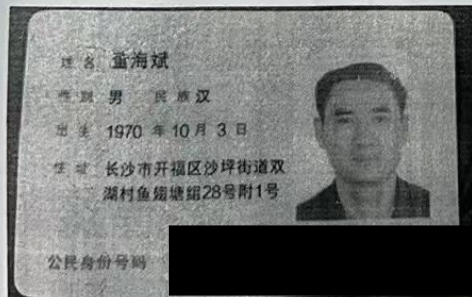 姓名 童海斌
性别 男 民族 汉
出生 1970 年 10 月 3 日
住址 长沙市开福区沙坪街道双
湖村鱼翅塘组28号附1号
公民身份号码